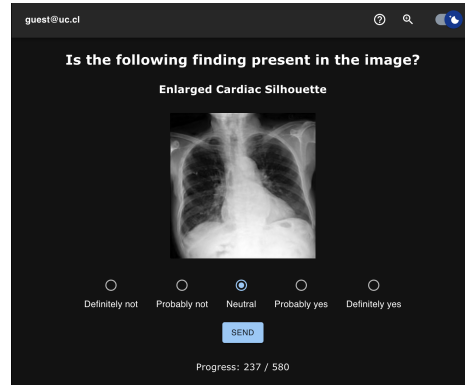 guest@uc.cl
Is the following finding present in the image?
Enlarged Cardiac Silhouette
Definitely not Probably not Neutral Probably yes Definitely yes
SEND
Progress: 237 / 580